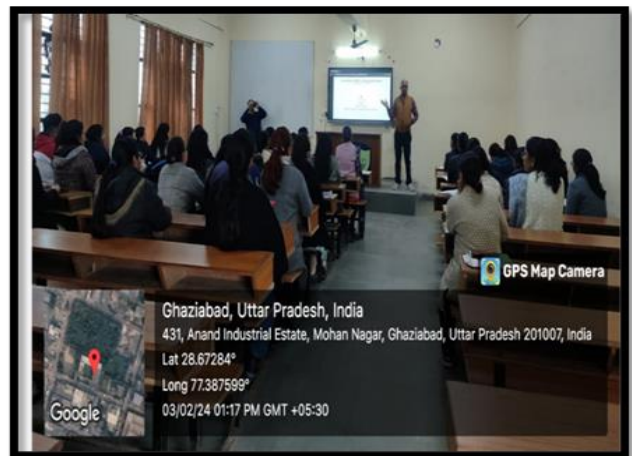 GPS Map Camera
Ghaziabad, Uttar Pradesh, India
431, Anand Industrial Estate, Mohan Nagar, Ghaziabad, Uttar Pradesh 201007, India
Lat 28.67284°
Long 77.387599°
03/02/24 01:17 PM GMT +05:30
Google